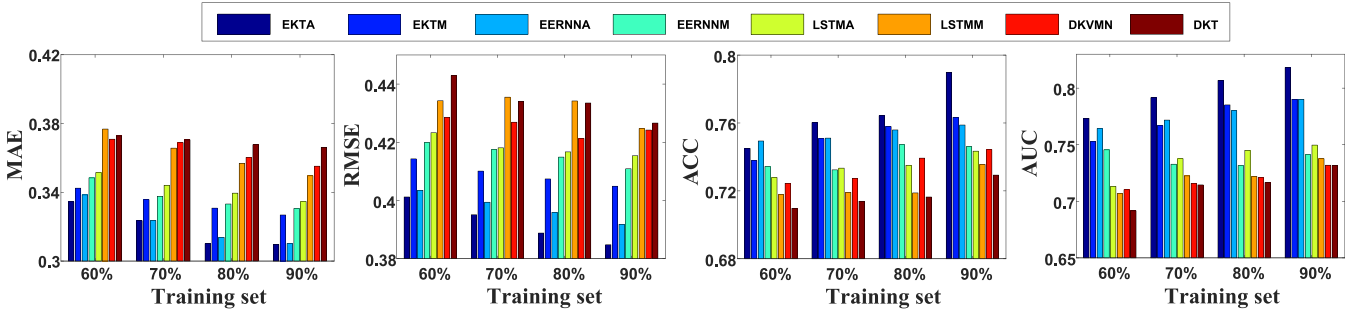 EKTA EKTM EERNNA EERNNM LSTMA LSTMM DKVMN DKT
MAE
0.42
0.38
0.34
0.3
60% 70% 80% 90%
Training set
RMSE
0.44
0.42
0.4
0.38
60% 70% 80% 90%
Training set
ACC
0.8
0.76
0.72
0.68
60% 70% 80% 90%
Training set
AUC
0.8
0.75
0.7
0.65
60% 70% 80% 90%
Training set